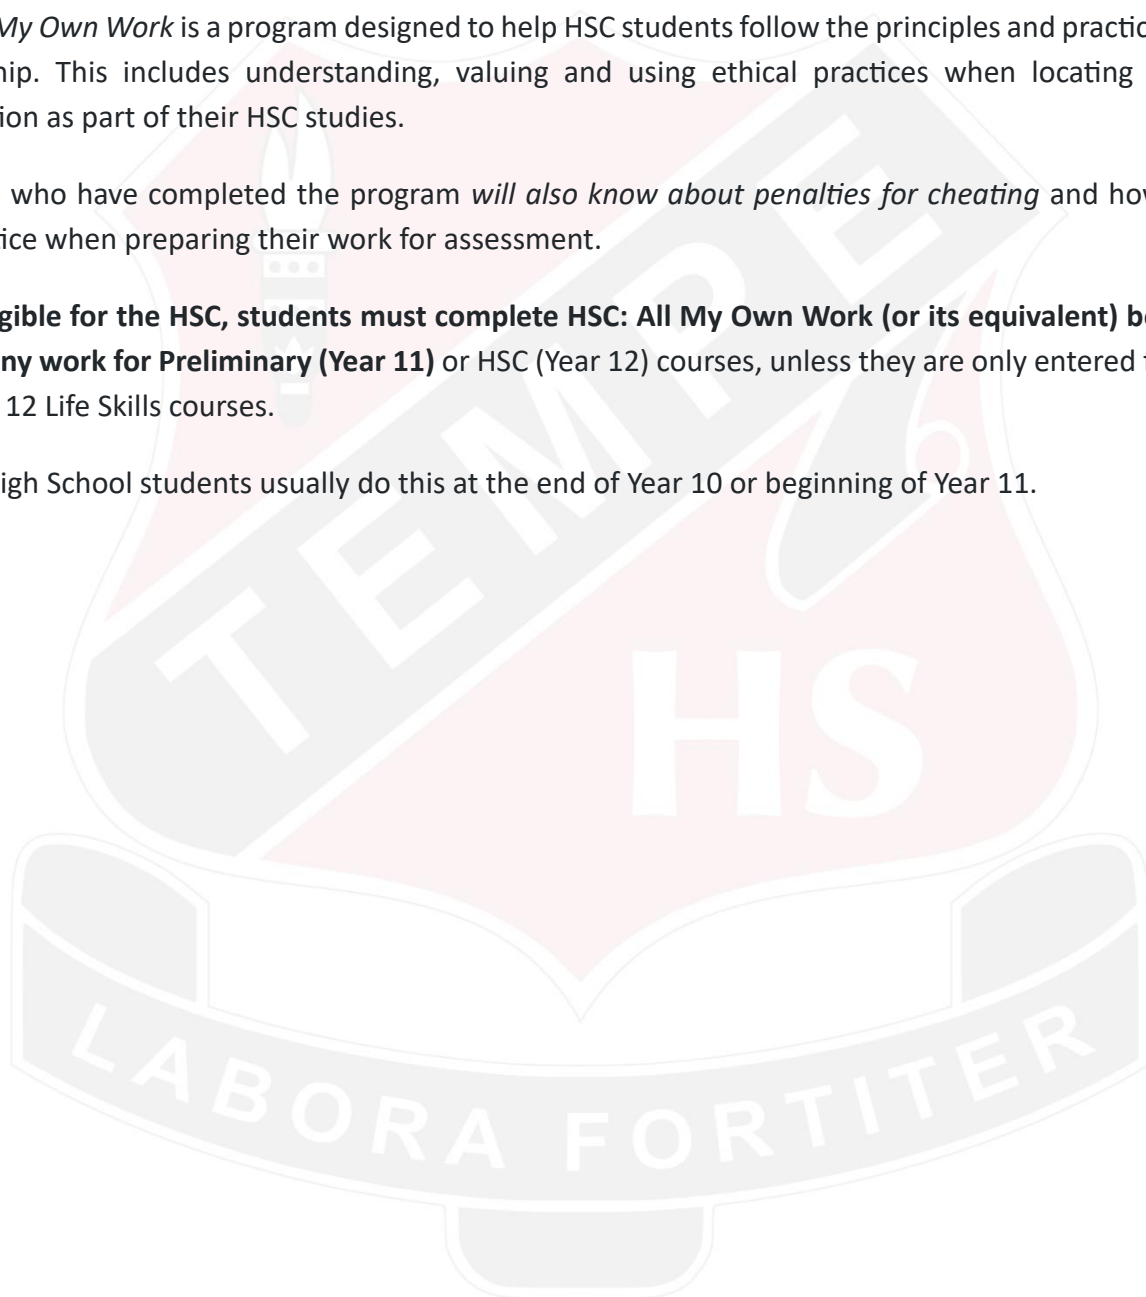 My Own Work is a program designed to help HSC students follow the principles and practic
hip. This includes understanding, valuing and using ethical practices when locating
ion as part of their HSC studies.
who have completed the program will also know about penalties for cheating and how
ice when preparing their work for assessment.
gible for the HSC, students must complete HSC: All My Own Work (or its equivalent) be
ny work for Preliminary (Year 11) or HSC (Year 12) courses, unless they are only entered
12 Life Skills courses.
igh School students usually do this at the end of Year 10 or beginning of Year 11.
TEMPE
HS
LABORA FORTITER